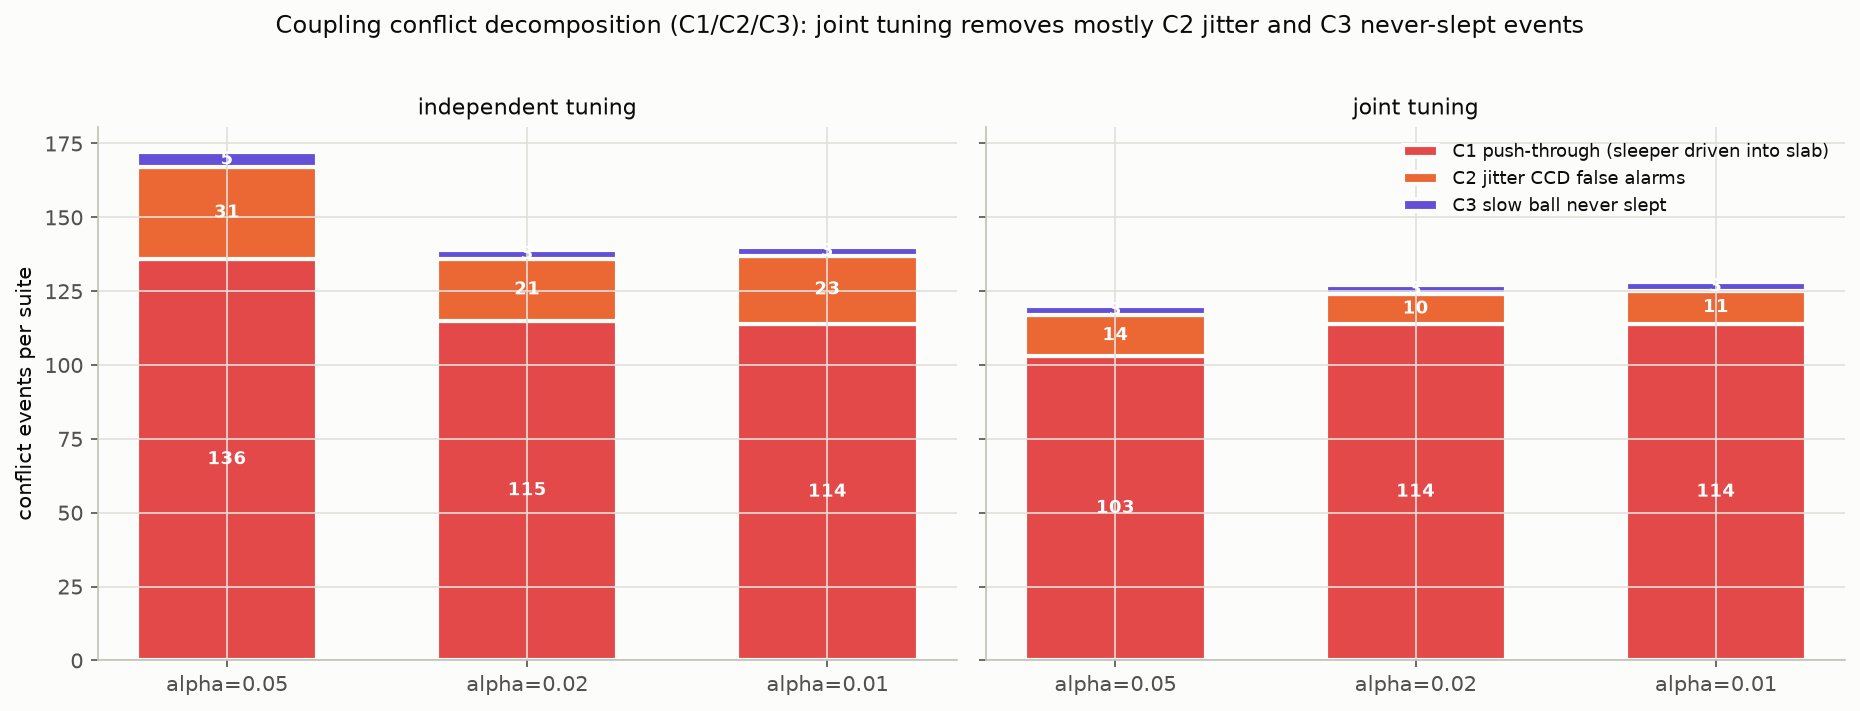 Coupling conflict decomposition (C1/C2/C3): joint tuning removes mostly C2 jitter and C3 never-slept events
independent tuning
joint tuning
conflict events per suite
175
150
125
100
75
50
25
0
5
31
136
21
115
23
114
14
103
10
114
11
114
C1 push-through (sleeper driven into slab)
C2 jitter CCD false alarms
C3 slow ball never slept
alpha=0.05
alpha=0.02
alpha=0.01
alpha=0.05
alpha=0.02
alpha=0.01